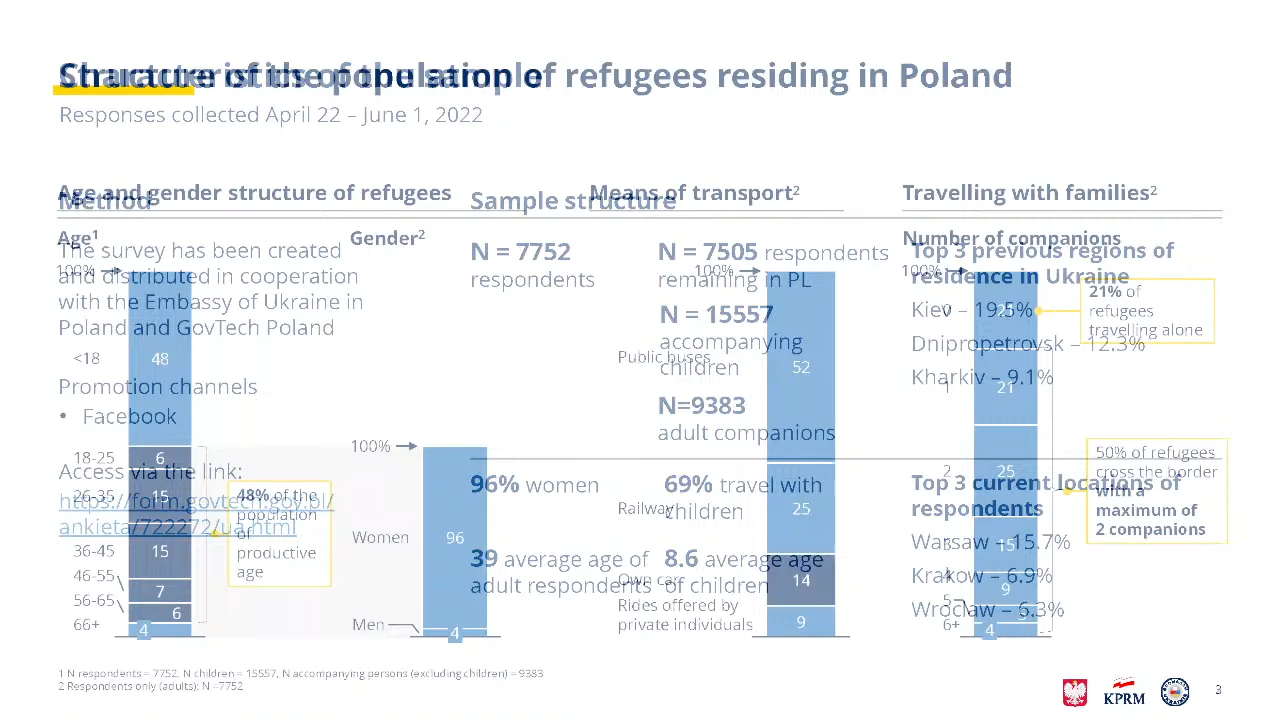 Structure of the population of refugees residing in Poland
Characteristics of the sample
Responses collected April 22 – June 1, 2022
Age and gender structure of refugees
Means of transport²
Travelling with families²
Method
Sample structure
Age¹
Gender²
Number of companions
The survey has been created
and distributed in cooperation
with the Embassy of Ukraine in
Poland and GovTech Poland
Promotion channels
• Facebook
Access via the link:
https://form.govtech.gov.pl/
ankieta/722272/ua.html
N = 7752
respondents
N = 7505 respondents
remaining in PL
N = 15557
accompanying
children
N=9383
adult companions
96% women
69% travel with
children
39 average age of
adult respondents
8.6 average age
of children
Top 3 previous regions of
residence in Ukraine
Kiev – 19.5%
Dnipropetrovsk – 12.3%
Kharkiv – 9.1%
Top 3 current locations of
respondents
Warsaw – 15.7%
Krakow – 6.9%
Wroclaw – 6.3%
100%
<18
48
18-25
6
26-35
15
36-45
15
46-55
7
56-65
6
66+
4
48% of the
population
of
productive
age
100%
Women
96
Men
4
100%
Public buses
52
Railway
25
Own car
14
Rides offered by
private individuals
9
100%
0
21
1
21
2
25
3
15
4
9
5
6+
4
21% of
refugees
travelling alone
50% of refugees
cross the border
with a
maximum of
2 companions
1 N respondents = 7752, N children = 15557, N accompanying persons (excluding children) = 9383
2 Respondents only (adults): N =7752
KPRM
3